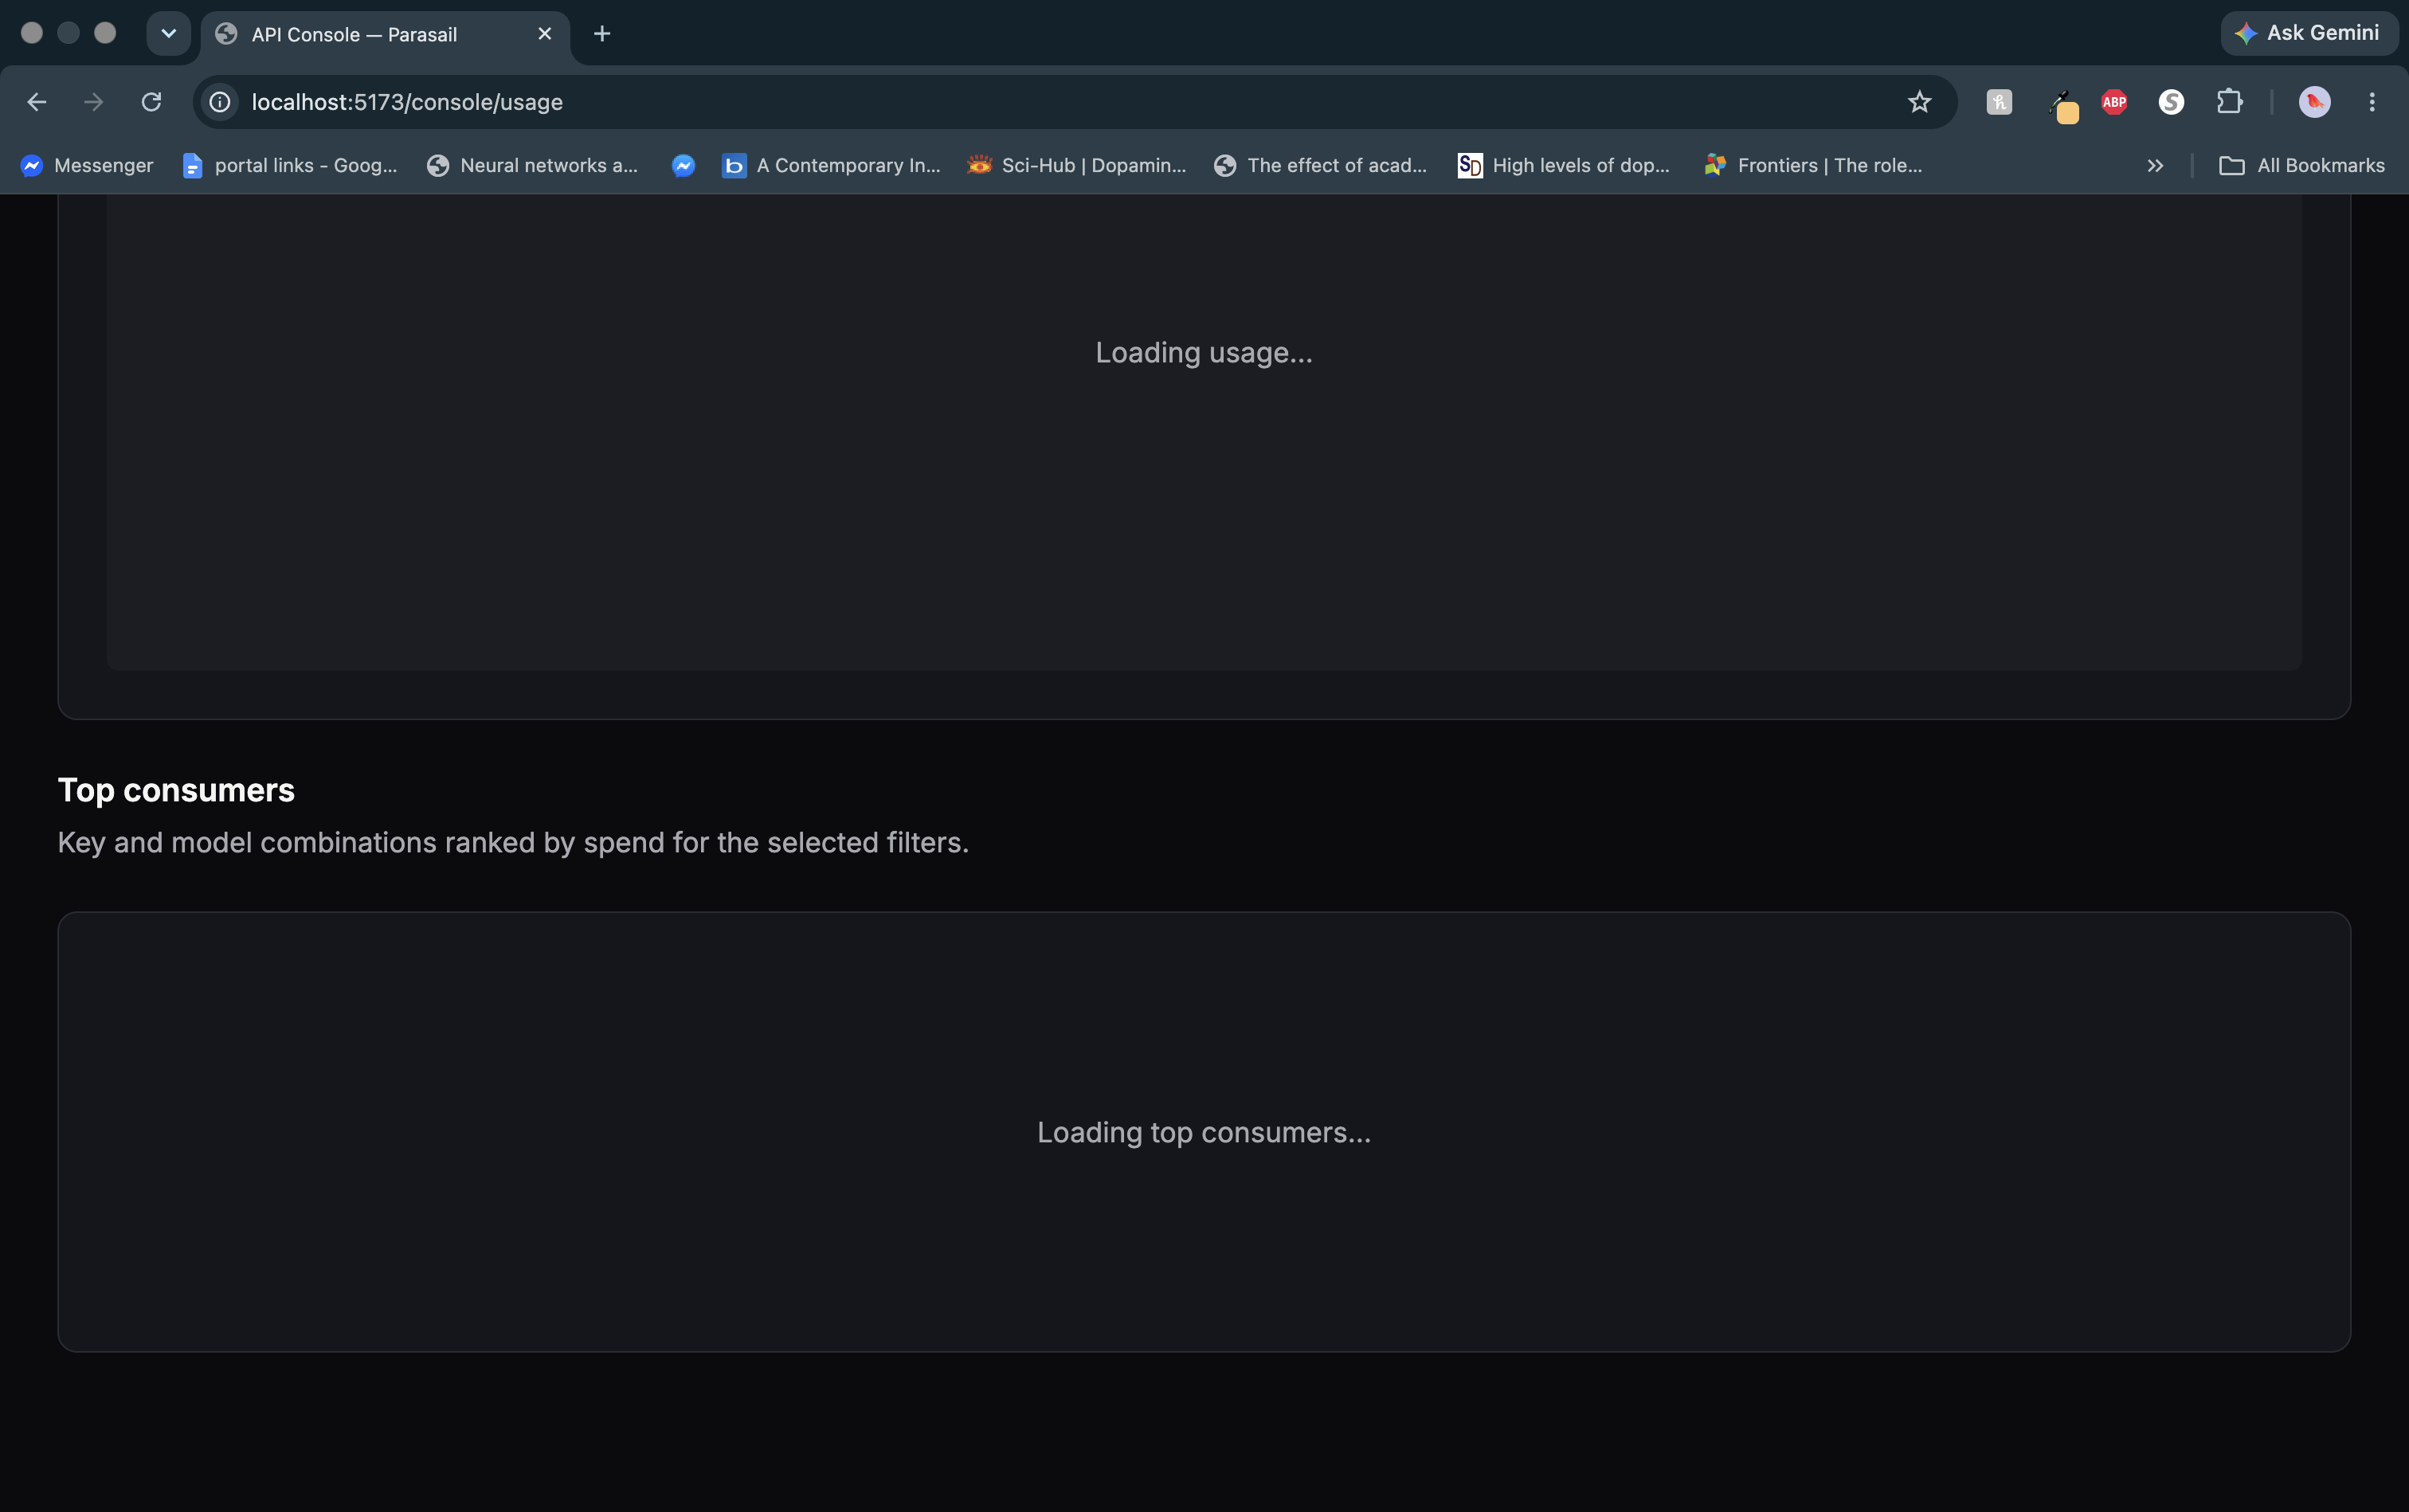 API Console — Parasail
Ask Gemini
localhost:5173/console/usage
ABP
Messenger
portal links - Goog...
Neural networks a...
b
A Contemporary In...
Sci-Hub | Dopamin...
The effect of acad...
SD
High levels of dop...
Frontiers | The role...
All Bookmarks
Loading usage...
Top consumers
Key and model combinations ranked by spend for the selected filters.
Loading top consumers...